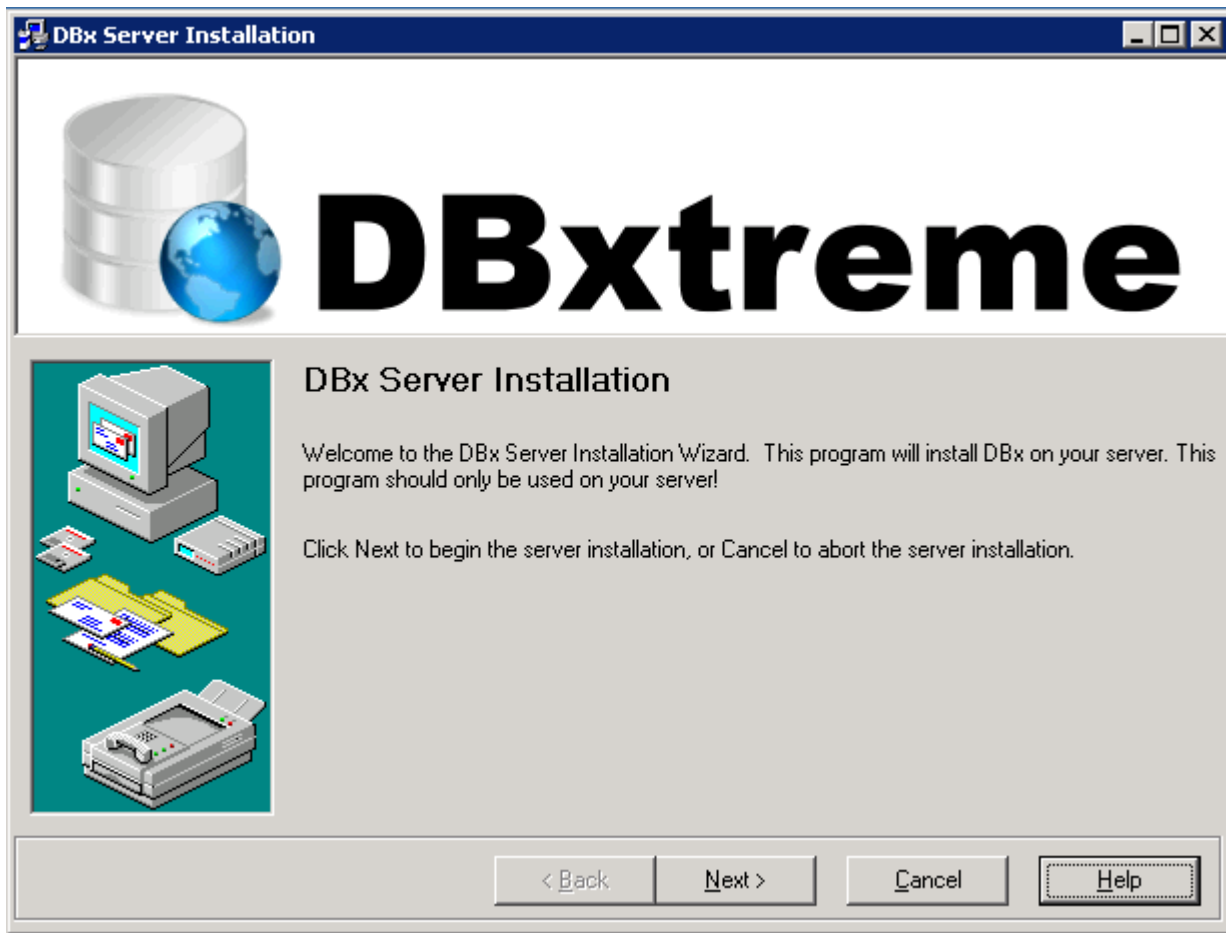 DBx Server Installation
DBxtreme
DBx Server Installation
Welcome to the DBx Server Installation Wizard.  This program will install DBx on your server. This
program should only be used on your server!
Click Next to begin the server installation, or Cancel to abort the server installation.
< Back
Next >
Cancel
Help